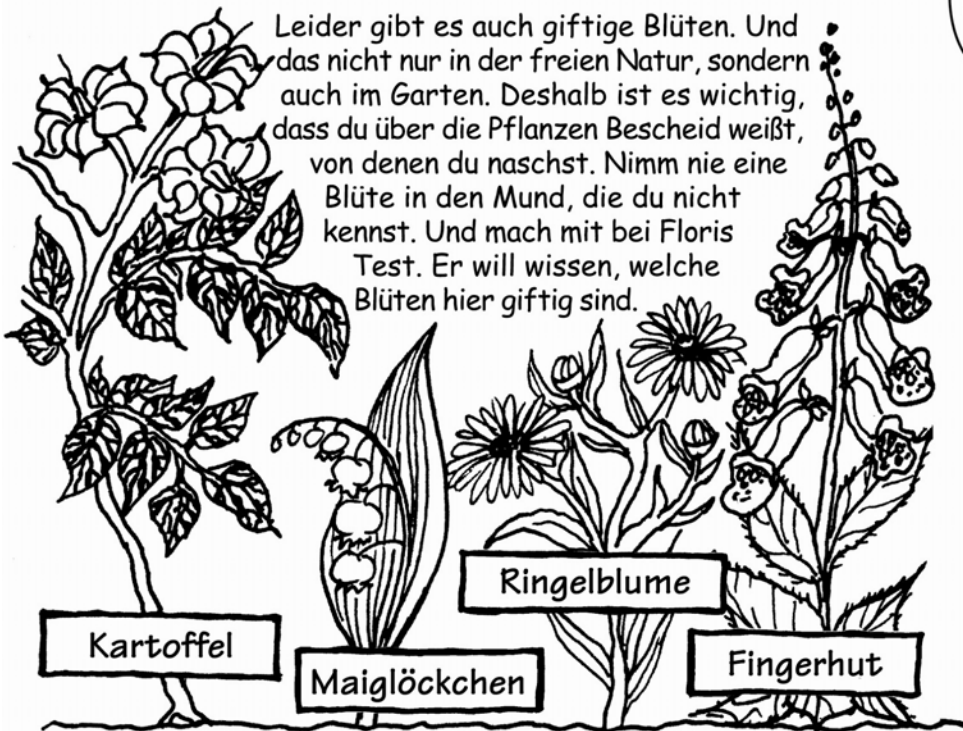 Leider gibt es auch giftige Blüten. Und
das nicht nur in der freien Natur, sondern
auch im Garten. Deshalb ist es wichtig,
dass du über die Pflanzen Bescheid weißt,
von denen du naschst. Nimm nie eine
Blüte in den Mund, die du nicht
kennst. Und mach mit bei Floris
Test. Er will wissen, welche
Blüten hier giftig sind.
Kartoffel
Maiglöckchen
Ringelblume
Fingerhut